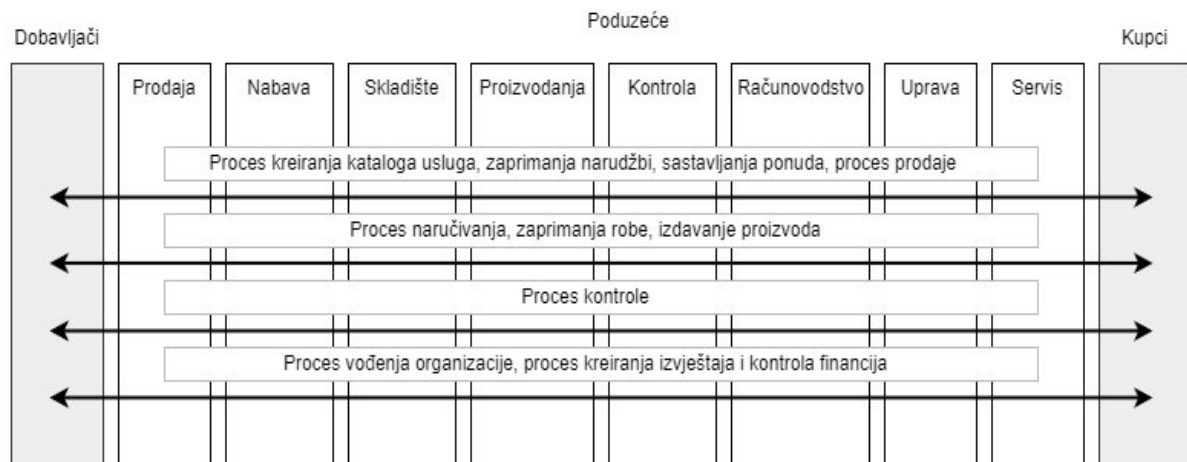 Poduzeće
Dobavljači
Kupci
Prodaja
Nabava
Skladište
Proizvodanja
Kontrola
Računovodstvo
Uprava
Servis
Proces kreiranja kataloga usluga, zaprimanja narudžbi, sastavljanja ponuda, proces prodaje
Proces naručivanja, zaprimanja robe, izdavanje proizvoda
Proces kontrole
Proces vođenja organizacije, proces kreiranja izvještaja i kontrola financija